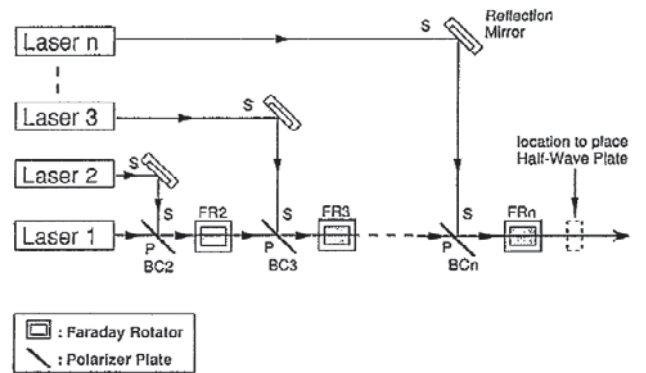 Reflection
Mirror
Laser n
S
Laser 3
S
location to place
Half-Wave Plate
Laser 2
S
S
FR2
S
FR3
S
FRn
Laser 1
P
BC2
P
BC3
P
BCn
: Faraday Rotator
: Polarizer Plate